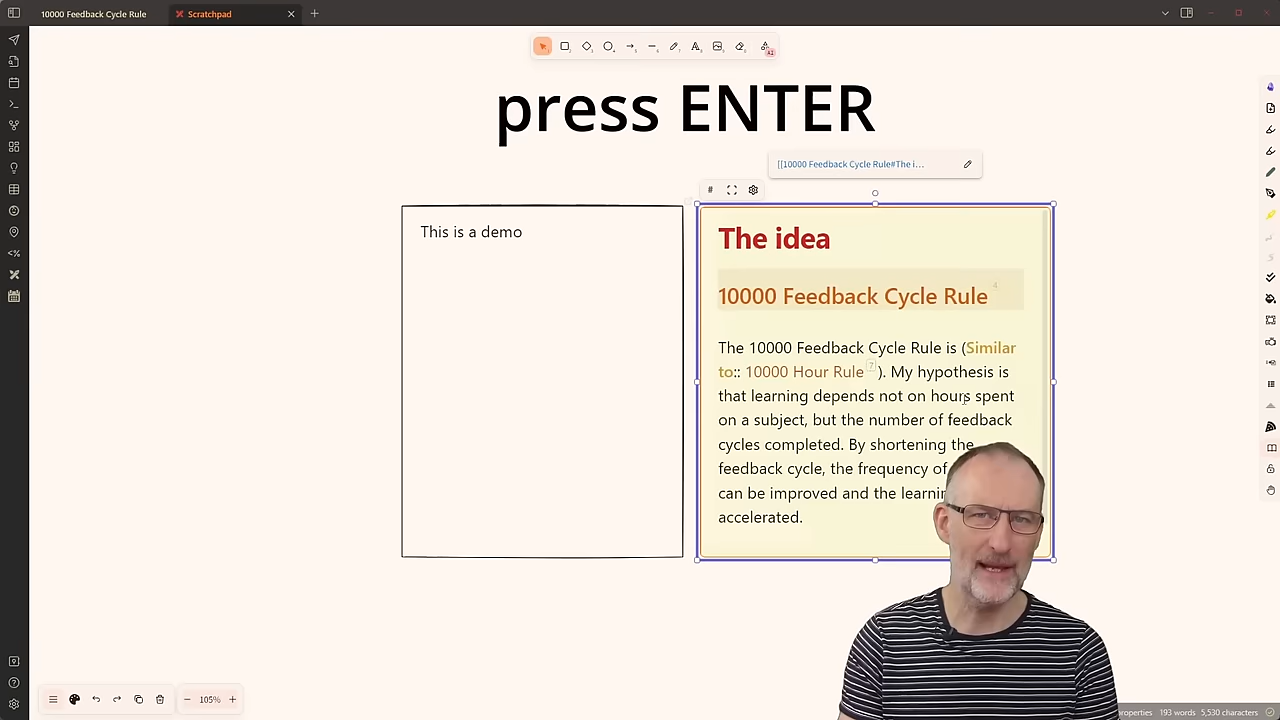 10000 Feedback Cycle Rule
Scratchpad
press ENTER
[[10000 Feedback Cycle Rule#The i...
This is a demo
The idea
10000 Feedback Cycle Rule 4
The 10000 Feedback Cycle Rule is (Similar
to:: 10000 Hour Rule 7). My hypothesis is
that learning depends not on hours spent
on a subject, but the number of feedback
cycles completed. By shortening the
feedback cycle, the frequency of
can be improved and the learnin
accelerated.
105%
roperties 193 words 5,530 characters